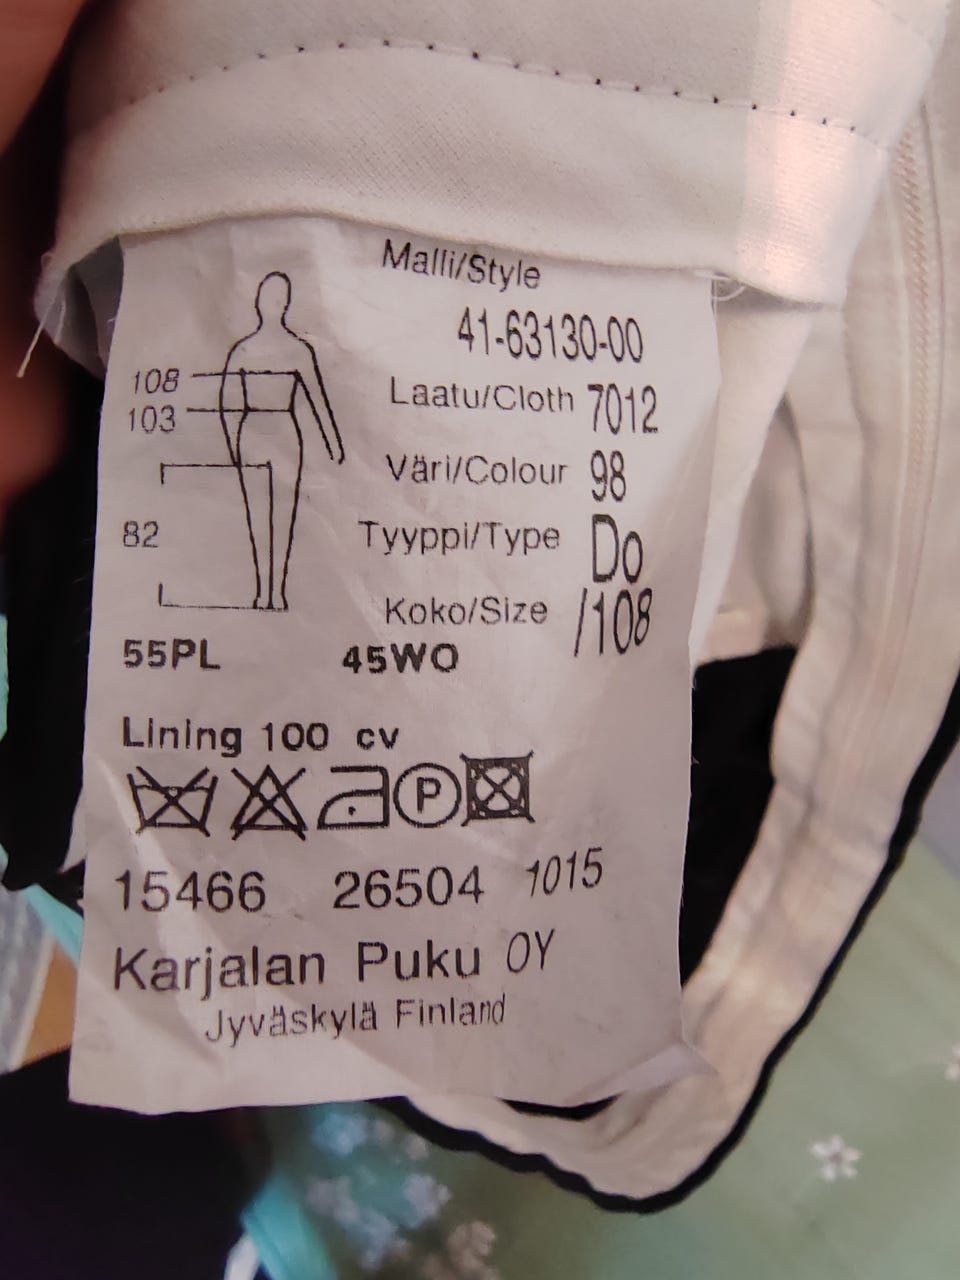 Malli/Style
41-63130-00
108
Laatu/Cloth 7012
103
Väri/Colour 98
82
Tyyppi/Type Do
Koko/Size /108
55PL 45WO
Lining 100 cv
P
15466 26504 1015
Karjalan Puku OY
Jyväskylä Finland